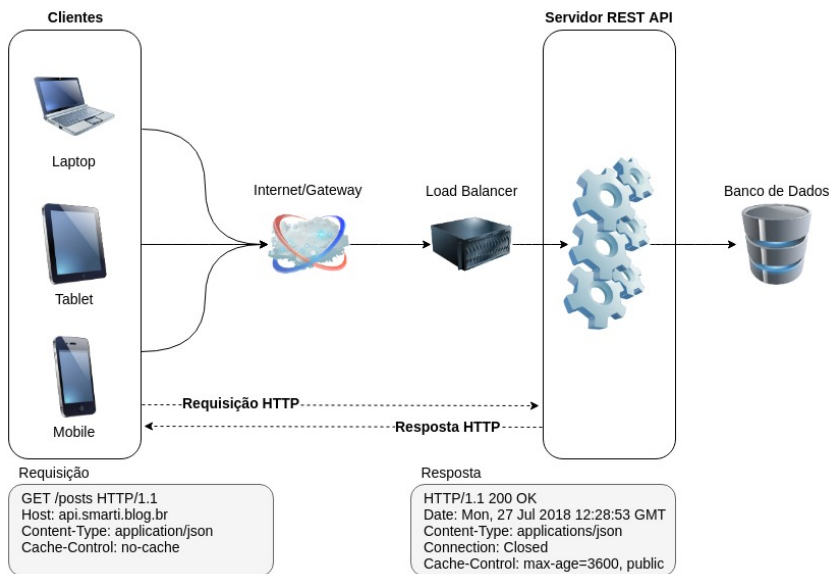 Clientes
Servidor REST API
Laptop
Internet/Gateway
Load Balancer
Banco de Dados
Tablet
Mobile
Requisição HTTP
Resposta HTTP
Requisição
GET /posts HTTP/1.1
Host: api.smarti.blog.br
Content-Type: application/json
Cache-Control: no-cache
Resposta
HTTP/1.1 200 OK
Date: Mon, 27 Jul 2018 12:28:53 GMT
Content-Type: applications/json
Connection: Closed
Cache-Control: max-age=3600, public